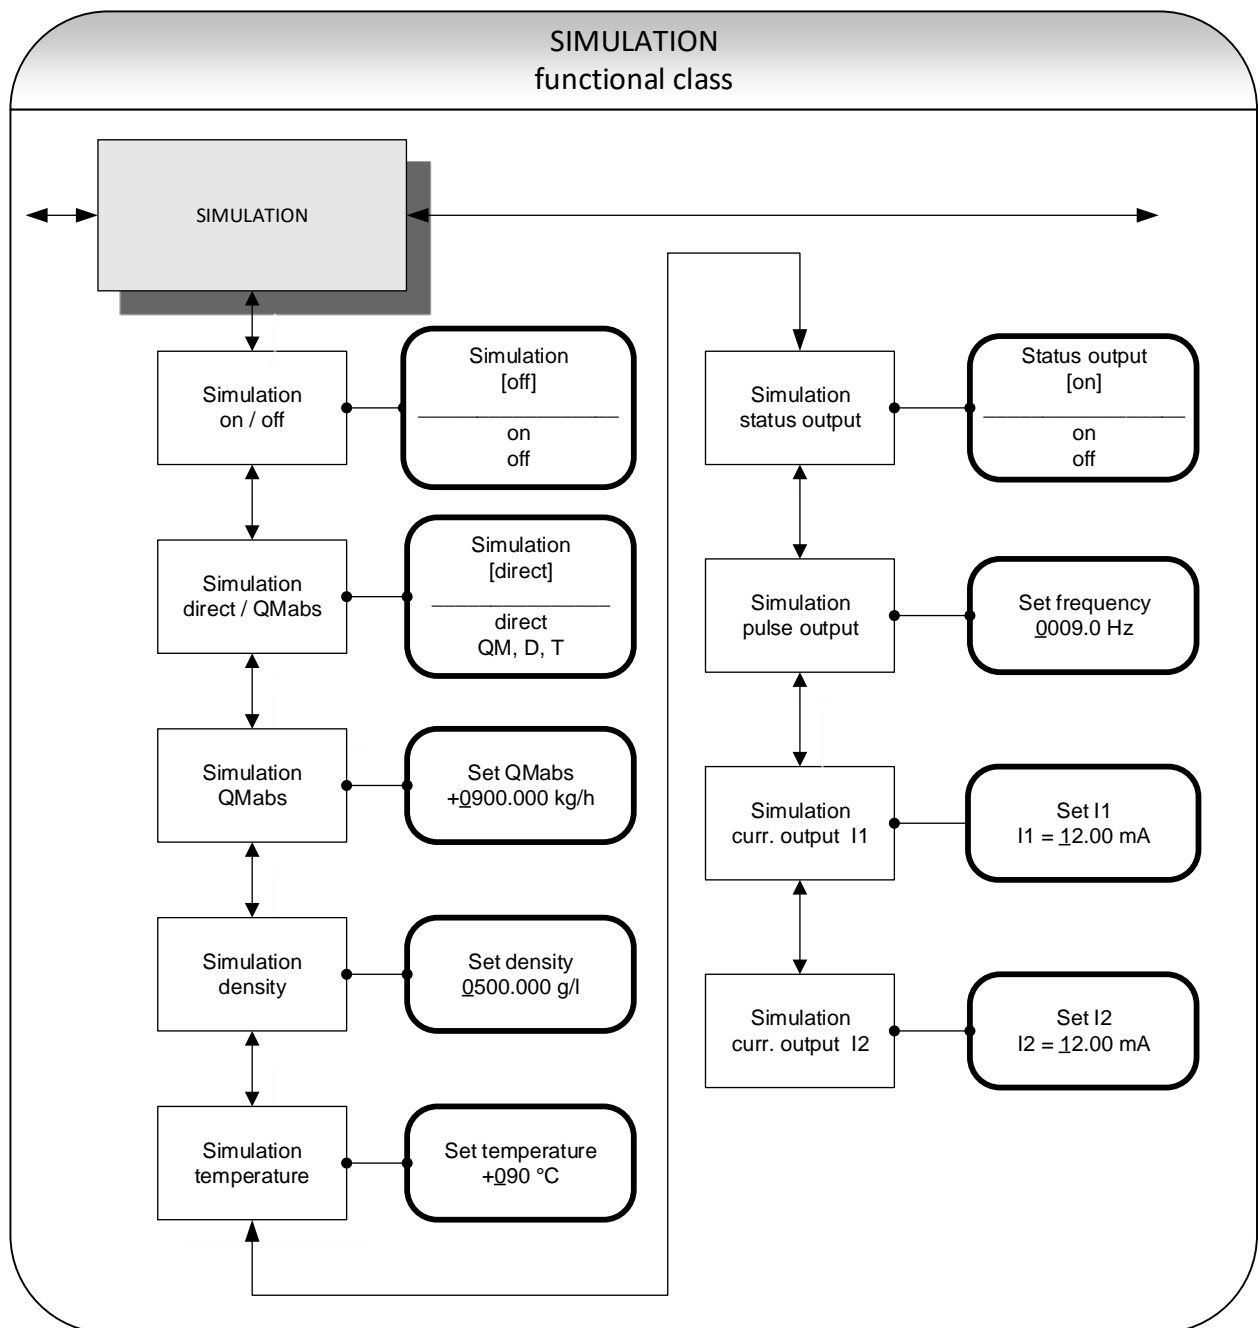 SIMULATION
functional class
SIMULATION
Simulation
on / off
Simulation
[off]
on
off
Simulation
direct / QMabs
Simulation
[direct]
direct
QM, D, T
Simulation
QMabs
Set QMabs
+0900.000 kg/h
Simulation
density
Set density
0500.000 g/l
Simulation
temperature
Set temperature
+090 °C
Simulation
status output
Status output
[on]
on
off
Simulation
pulse output
Set frequency
0009.0 Hz
Simulation
curr. output I1
Set I1
I1 = 12.00 mA
Simulation
curr. output I2
Set I2
I2 = 12.00 mA